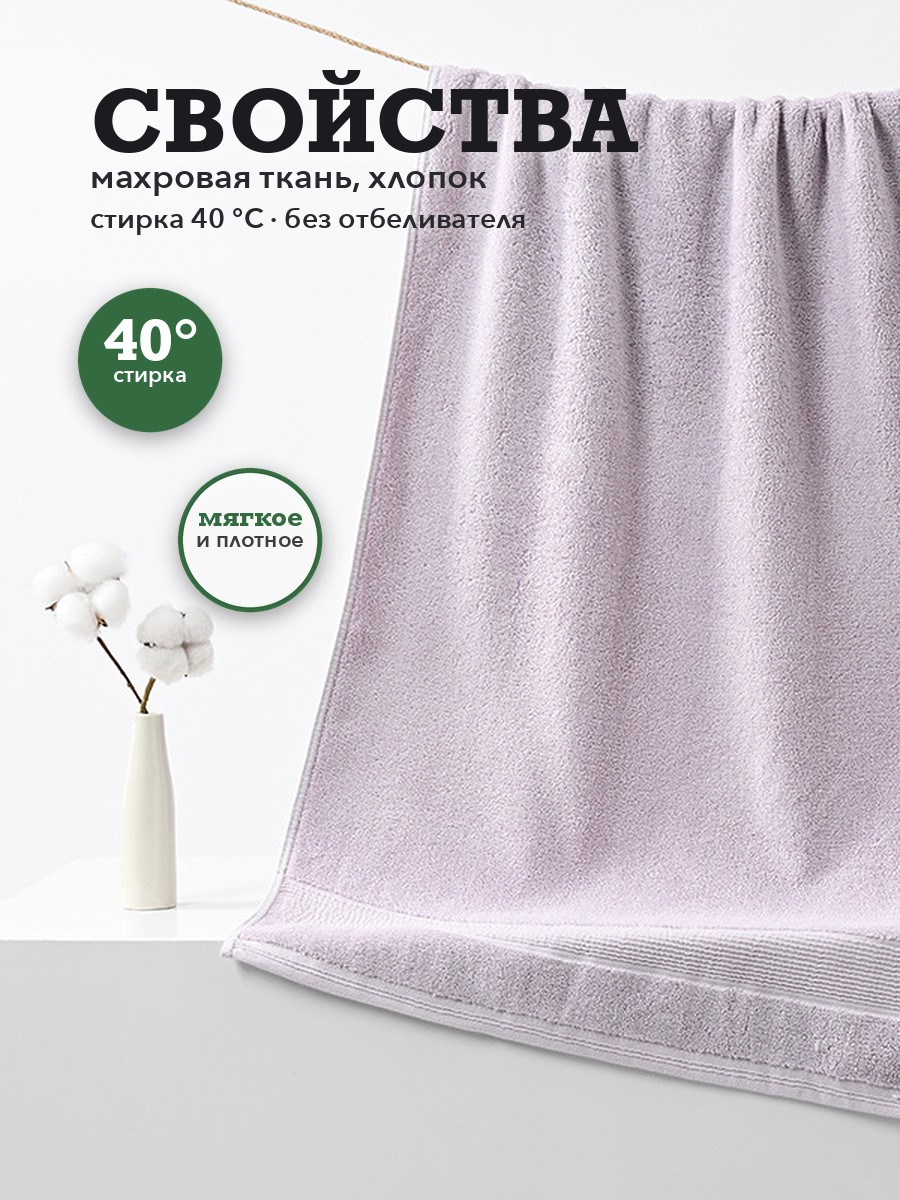 СВОЙСТВА
махровая ткань, хлопок
стирка 40 °С · без отбеливателя
40°
стирка
мягкое
и плотное